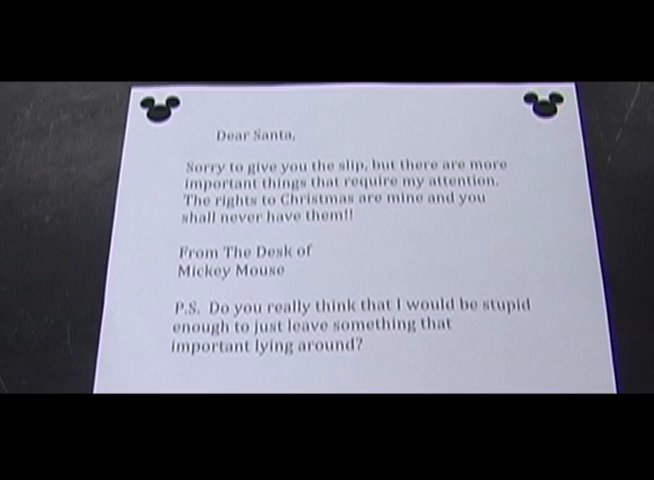 Dear Santa,
Sorry to give you the slip, but there are more
important things that require my attention.
The rights to Christmas are mine and you
shall never have them!!
From The Desk of
Mickey Mouse
P.S. Do you really think that I would be stupid
enough to just leave something that
important lying around?